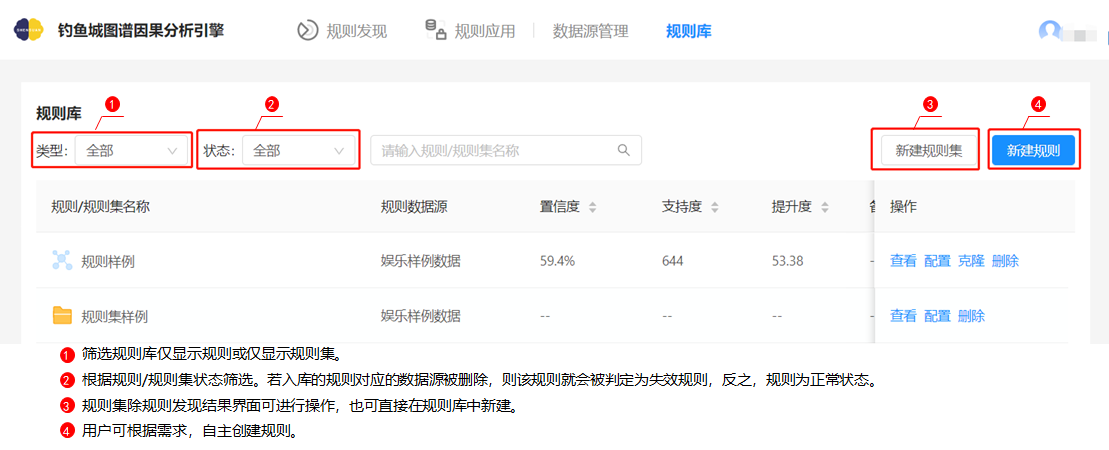 钓鱼城图谱因果分析引擎 规则发现 规则应用 数据源管理 规则库
规则库 1 2 3 4
类型: 全部 状态: 全部 请输入规则/规则集名称 新建规则集 新建规则
规则/规则集名称 规则数据源 置信度 支持度 提升度 操作
规则样例 娱乐样例数据 59.4% 644 53.38 -- 查看 配置 克隆 删除
规则集样例 娱乐样例数据 -- -- -- -- 查看 配置 删除
1 筛选规则库仅显示规则或仅显示规则集。
2 根据规则/规则集状态筛选。若入库的规则对应的数据源被删除，则该规则就会被判定为失效规则，反之，规则为正常状态。
3 规则集除规则发现结果界面可进行操作，也可直接在规则库中新建。
4 用户可根据需求，自主创建规则。